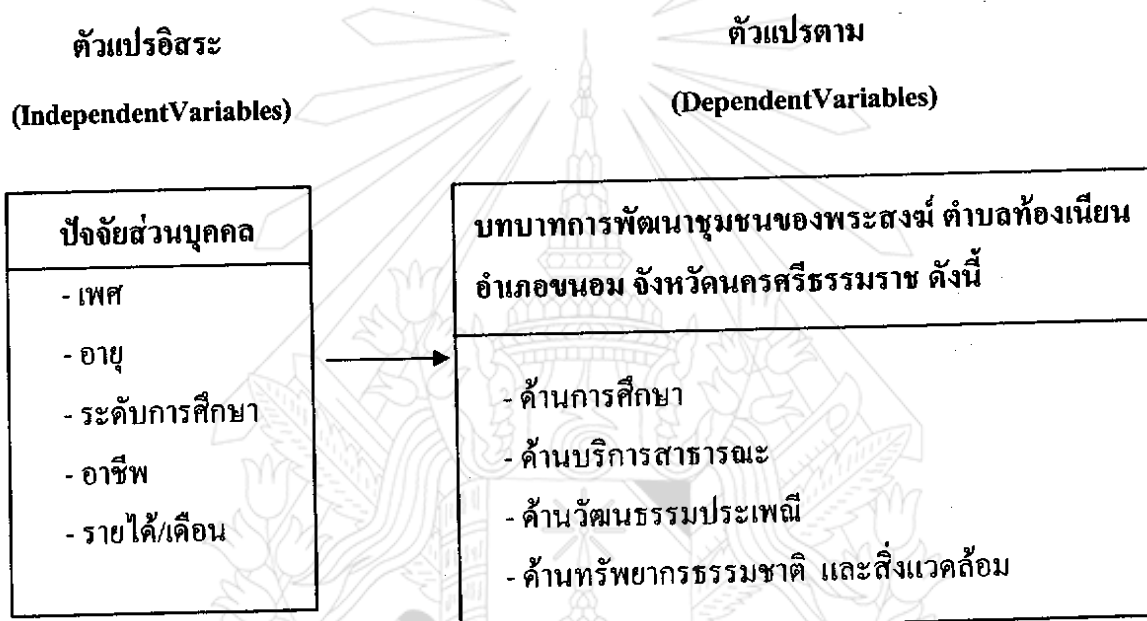 ตัวแปรอิสระ
(IndependentVariables)
ตัวแปรตาม
(DependentVariables)
ปัจจัยส่วนบุคคล
- เพศ
- อายุ
- ระดับการศึกษา
- อาชีพ
- รายได้/เดือน
บทบาทการพัฒนาชุมชนของพระสงฆ์ ตำบลท้องเนียน
อำเภอขนอม จังหวัดนครศรีธรรมราช ดังนี้
- ด้านการศึกษา
- ด้านบริการสาธารณะ
- ด้านวัฒนธรรมประเพณี
- ด้านทรัพยากรธรรมชาติ และสิ่งแวดล้อม